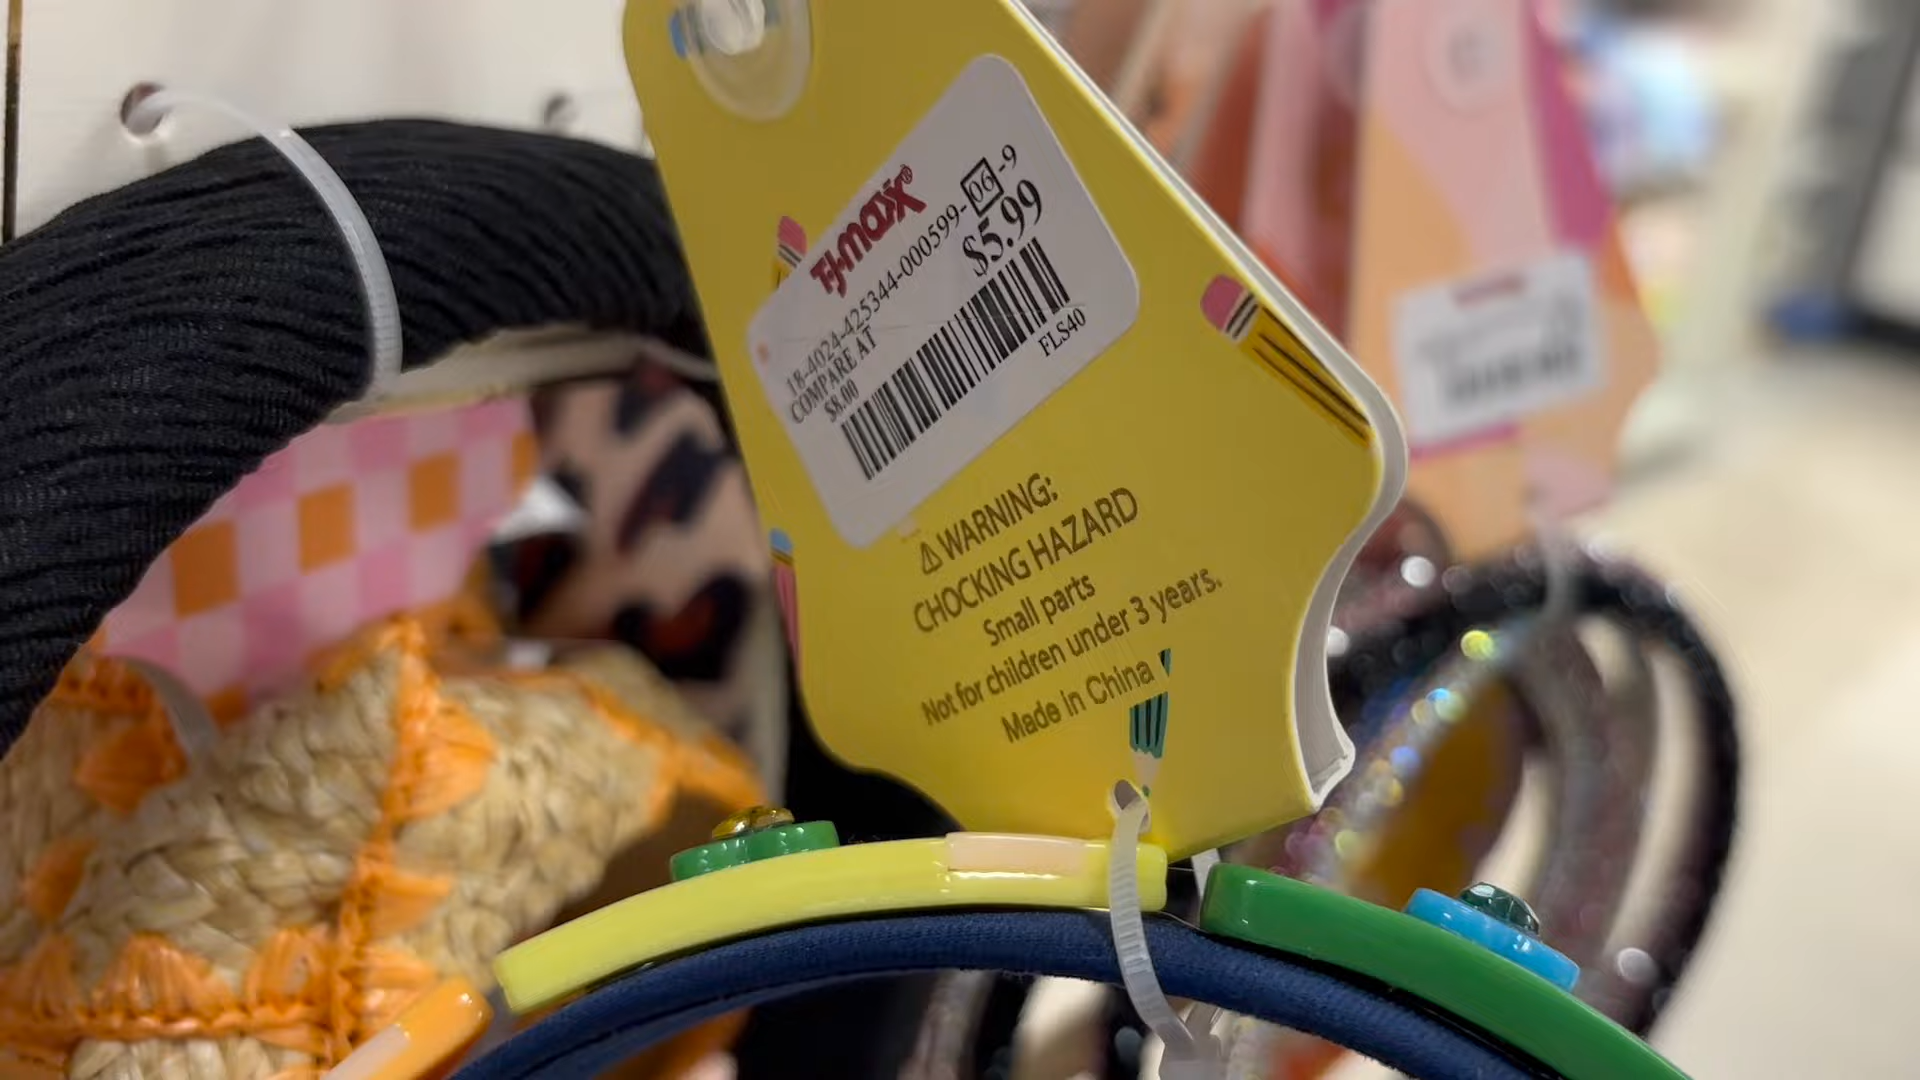 TJ-maxx®
18-4024-425344-000599-06-9
COMPARE AT
$8.00
$5.99
FLS40
⚠WARNING:
CHOCKING HAZARD
Small parts
Not for children under 3 years.
Made in China